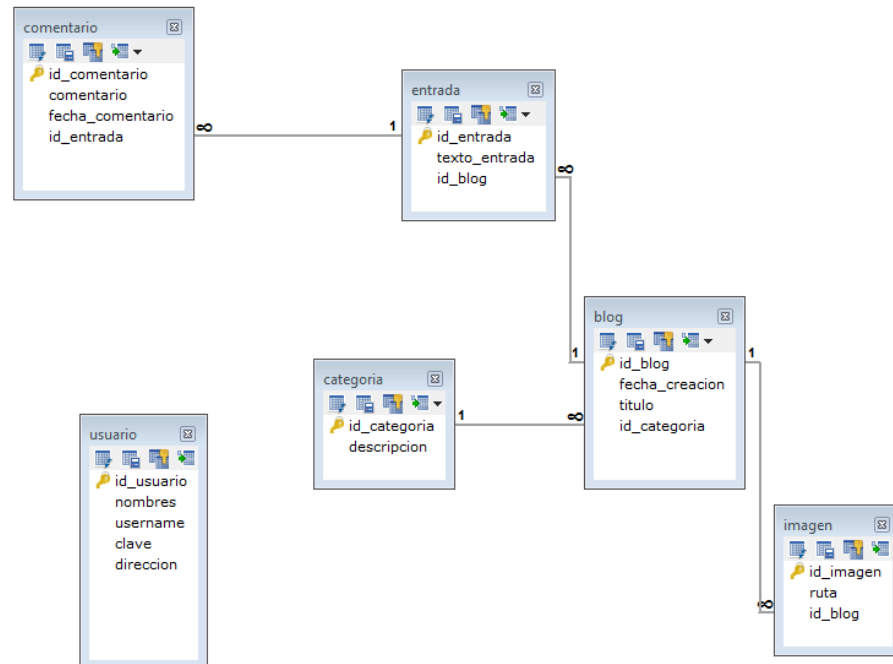 comentario
id_comentario
comentario
fecha_comentario
id_entrada
∞
1
entrada
id_entrada
texto_entrada
id_blog
∞
1
blog
id_blog
fecha_creacion
titulo
id_categoria
1
∞
categoria
id_categoria
descripcion
1
∞
usuario
id_usuario
nombres
username
clave
direccion
imagen
id_imagen
ruta
id_blog